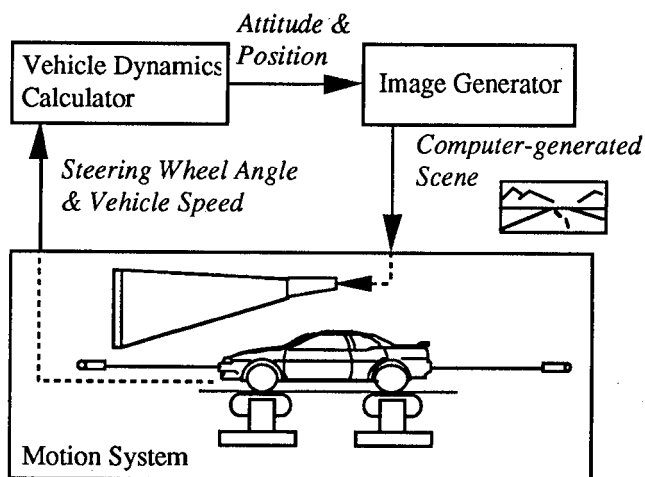 Attitude &
Position
Vehicle Dynamics
Calculator
Image Generator
Steering Wheel Angle
& Vehicle Speed
Computer-generated
Scene
Motion System